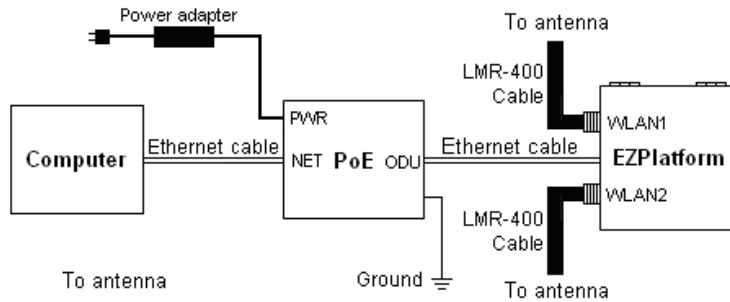 Power adapter
To antenna
LMR-400
Cable
PWR
WLAN1
Computer
Ethernet cable
NET
PoE
ODU
Ethernet cable
EZPlatform
WLAN2
LMR-400
Cable
To antenna
Ground
To antenna